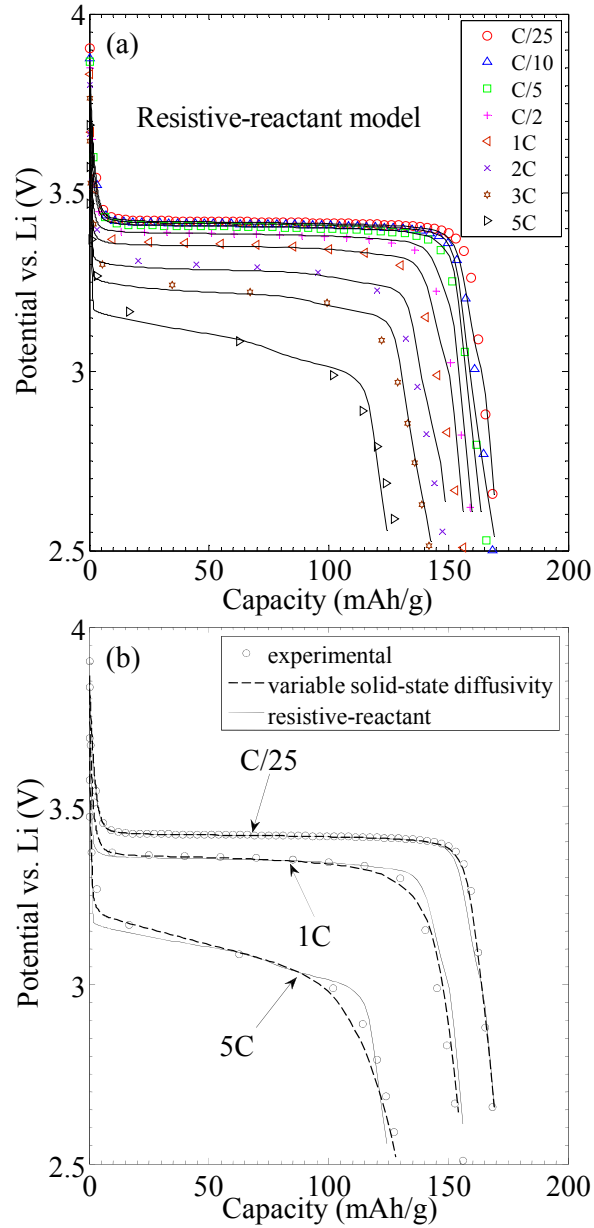 (a)
C/25
C/10
C/5
C/2
1C
2C
3C
5C
Resistive-reactant model
4
3.5
3
2.5
0
50
100
150
200
Potential vs. Li (V)
Capacity (mAh/g)
(b)
experimental
variable solid-state diffusivity
resistive-reactant
C/25
1C
5C
4
3.5
3
2.5
0
50
100
150
200
Potential vs. Li (V)
Capacity (mAh/g)